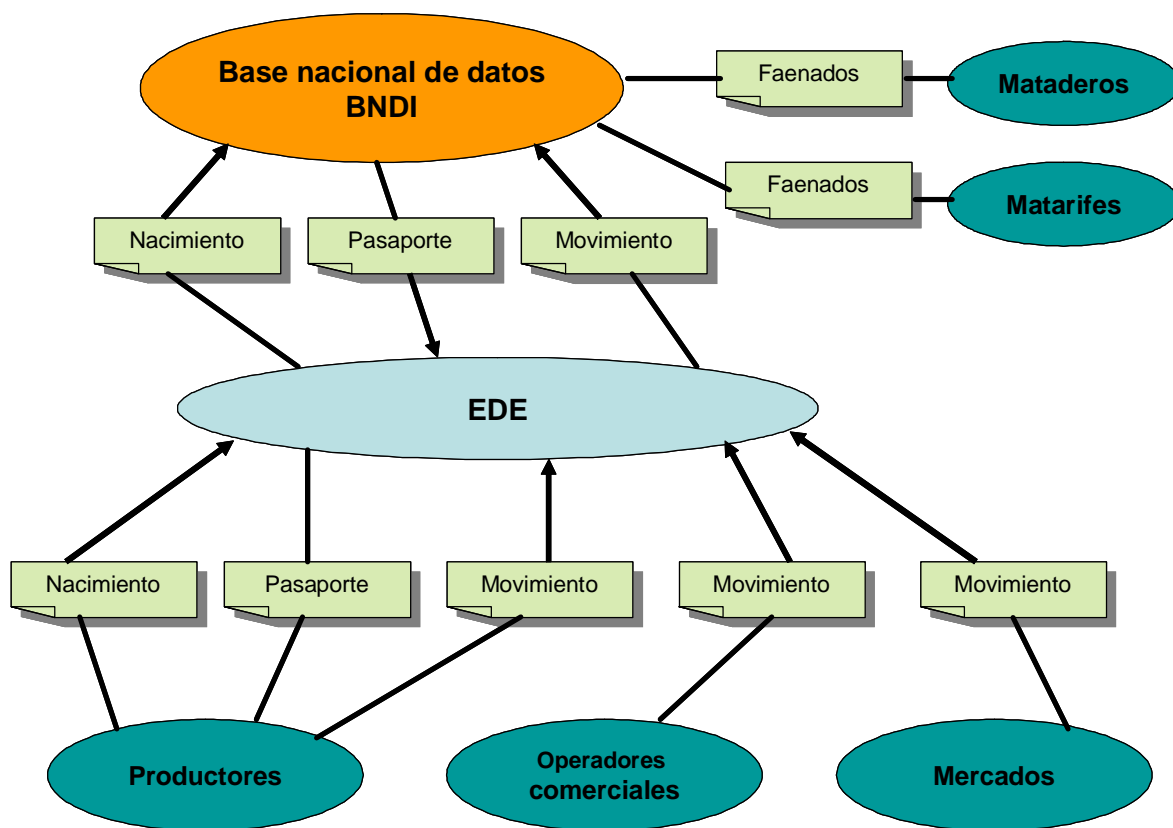 Base nacional de datos
BNDI
Faenados
Mataderos
Faenados
Matarifes
Nacimiento
Pasaporte
Movimiento
EDE
Nacimiento
Pasaporte
Movimiento
Movimiento
Movimiento
Productores
Operadores
comerciales
Mercados